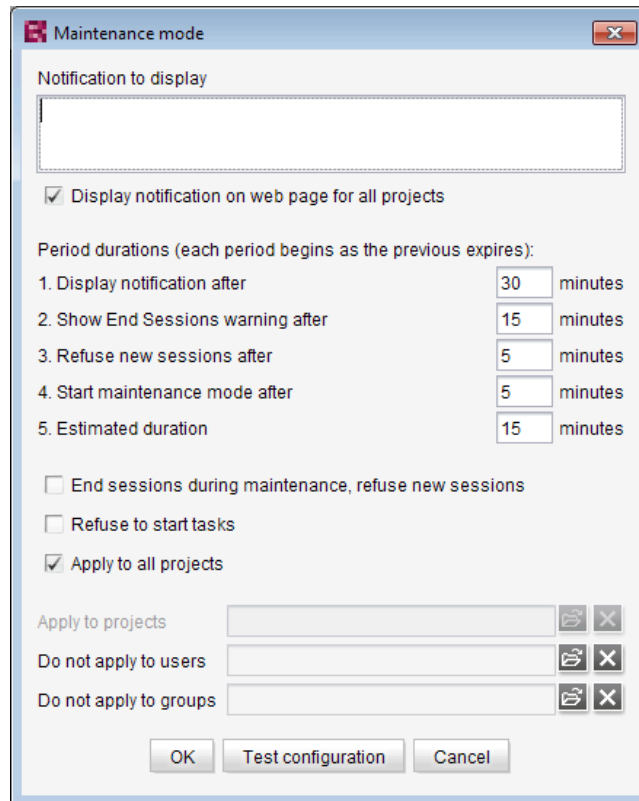 Maintenance mode
Notification to display
Display notification on web page for all projects
Period durations (each period begins as the previous expires):
1. Display notification after 30 minutes
2. Show End Sessions warning after 15 minutes
3. Refuse new sessions after 5 minutes
4. Start maintenance mode after 5 minutes
5. Estimated duration 15 minutes
End sessions during maintenance, refuse new sessions
Refuse to start tasks
Apply to all projects
Apply to projects
Do not apply to users
Do not apply to groups
OK Test configuration Cancel